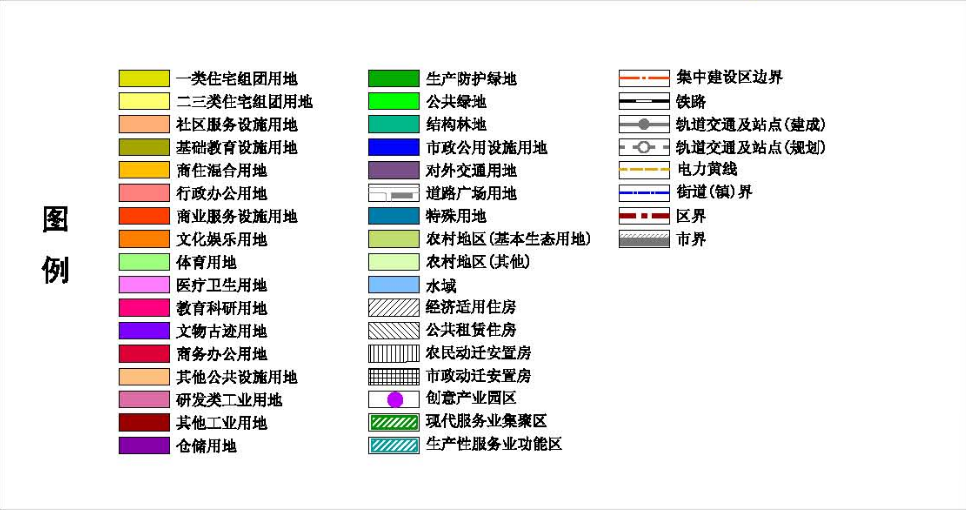 图例
一类住宅组团用地
二三类住宅组团用地
社区服务设施用地
基础教育设施用地
商住混合用地
行政办公用地
商业服务设施用地
文化娱乐用地
体育用地
医疗卫生用地
教育科研用地
文物古迹用地
商务办公用地
其他公共设施用地
研发类工业用地
其他工业用地
仓储用地
生产防护绿地
公共绿地
结构林地
市政公用设施用地
对外交通用地
道路广场用地
特殊用地
农村地区(基本生态用地)
农村地区(其他)
水域
经济适用住房
公共租赁住房
农民动迁安置房
市政动迁安置房
创意产业园区
现代服务业集聚区
生产性服务业功能区
集中建设区边界
铁路
轨道交通及站点(建成)
轨道交通及站点(规划)
电力黄线
街道(镇)界
区界
市界